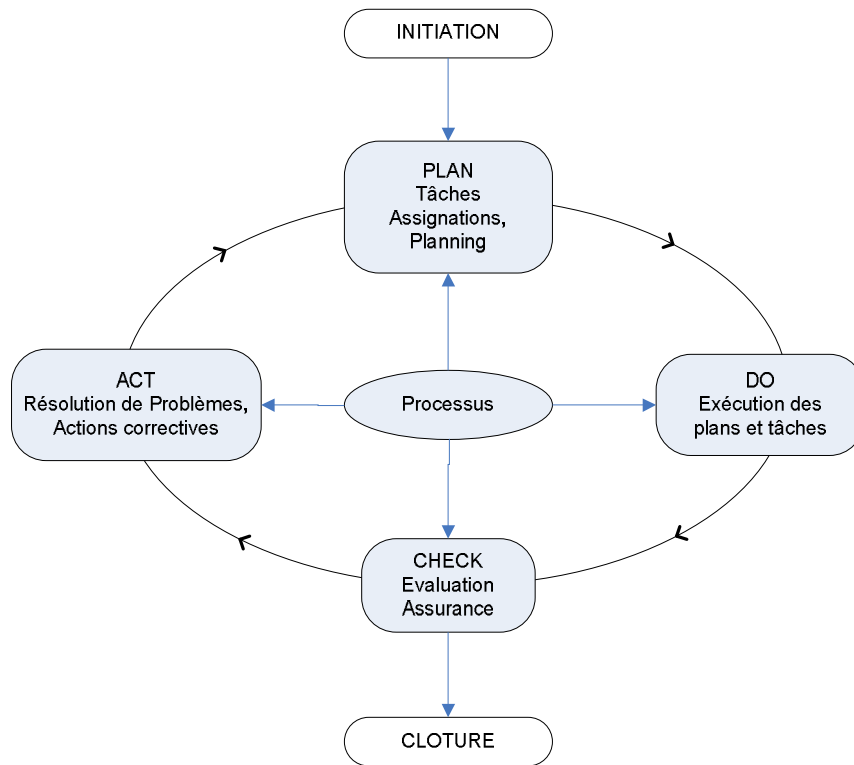 INITIATION
PLAN
Tâches
Assignations,
Planning
ACT
Résolution de Problèmes,
Actions correctives
Processus
DO
Exécution des
plans et tâches
CHECK
Evaluation
Assurance
CLOTURE